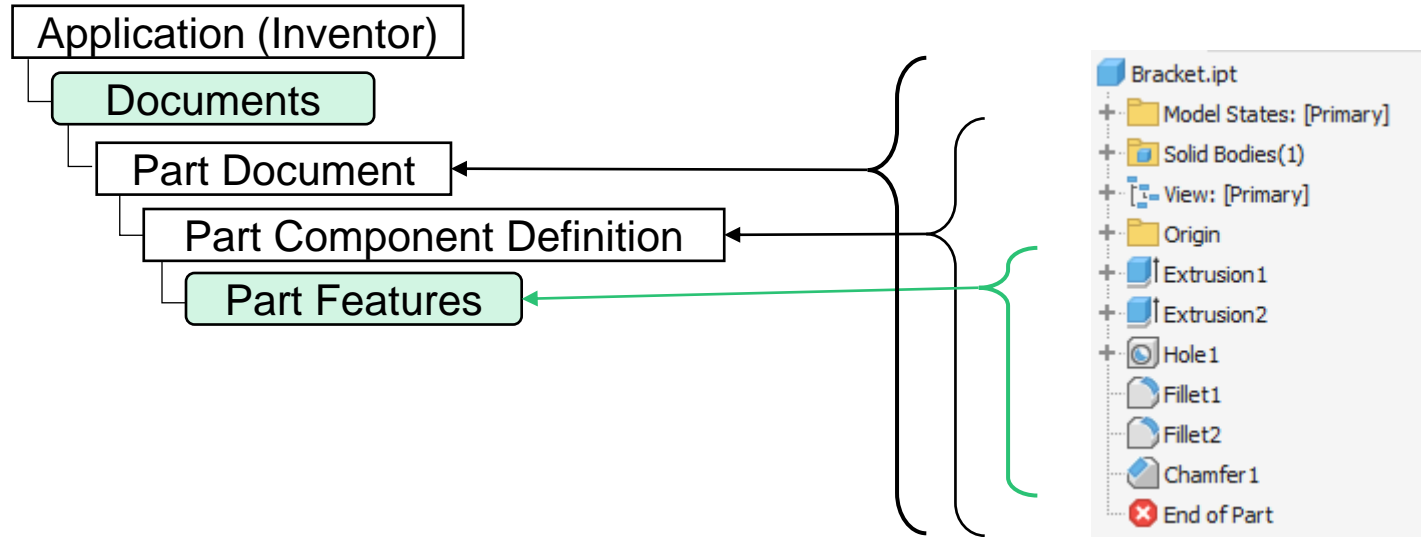 Application (Inventor)
Documents
Part Document
Part Component Definition
Part Features
Bracket.ipt
Model States: [Primary]
Solid Bodies(1)
View: [Primary]
Origin
Extrusion1
Extrusion2
Hole1
Fillet1
Fillet2
Chamfer1
End of Part